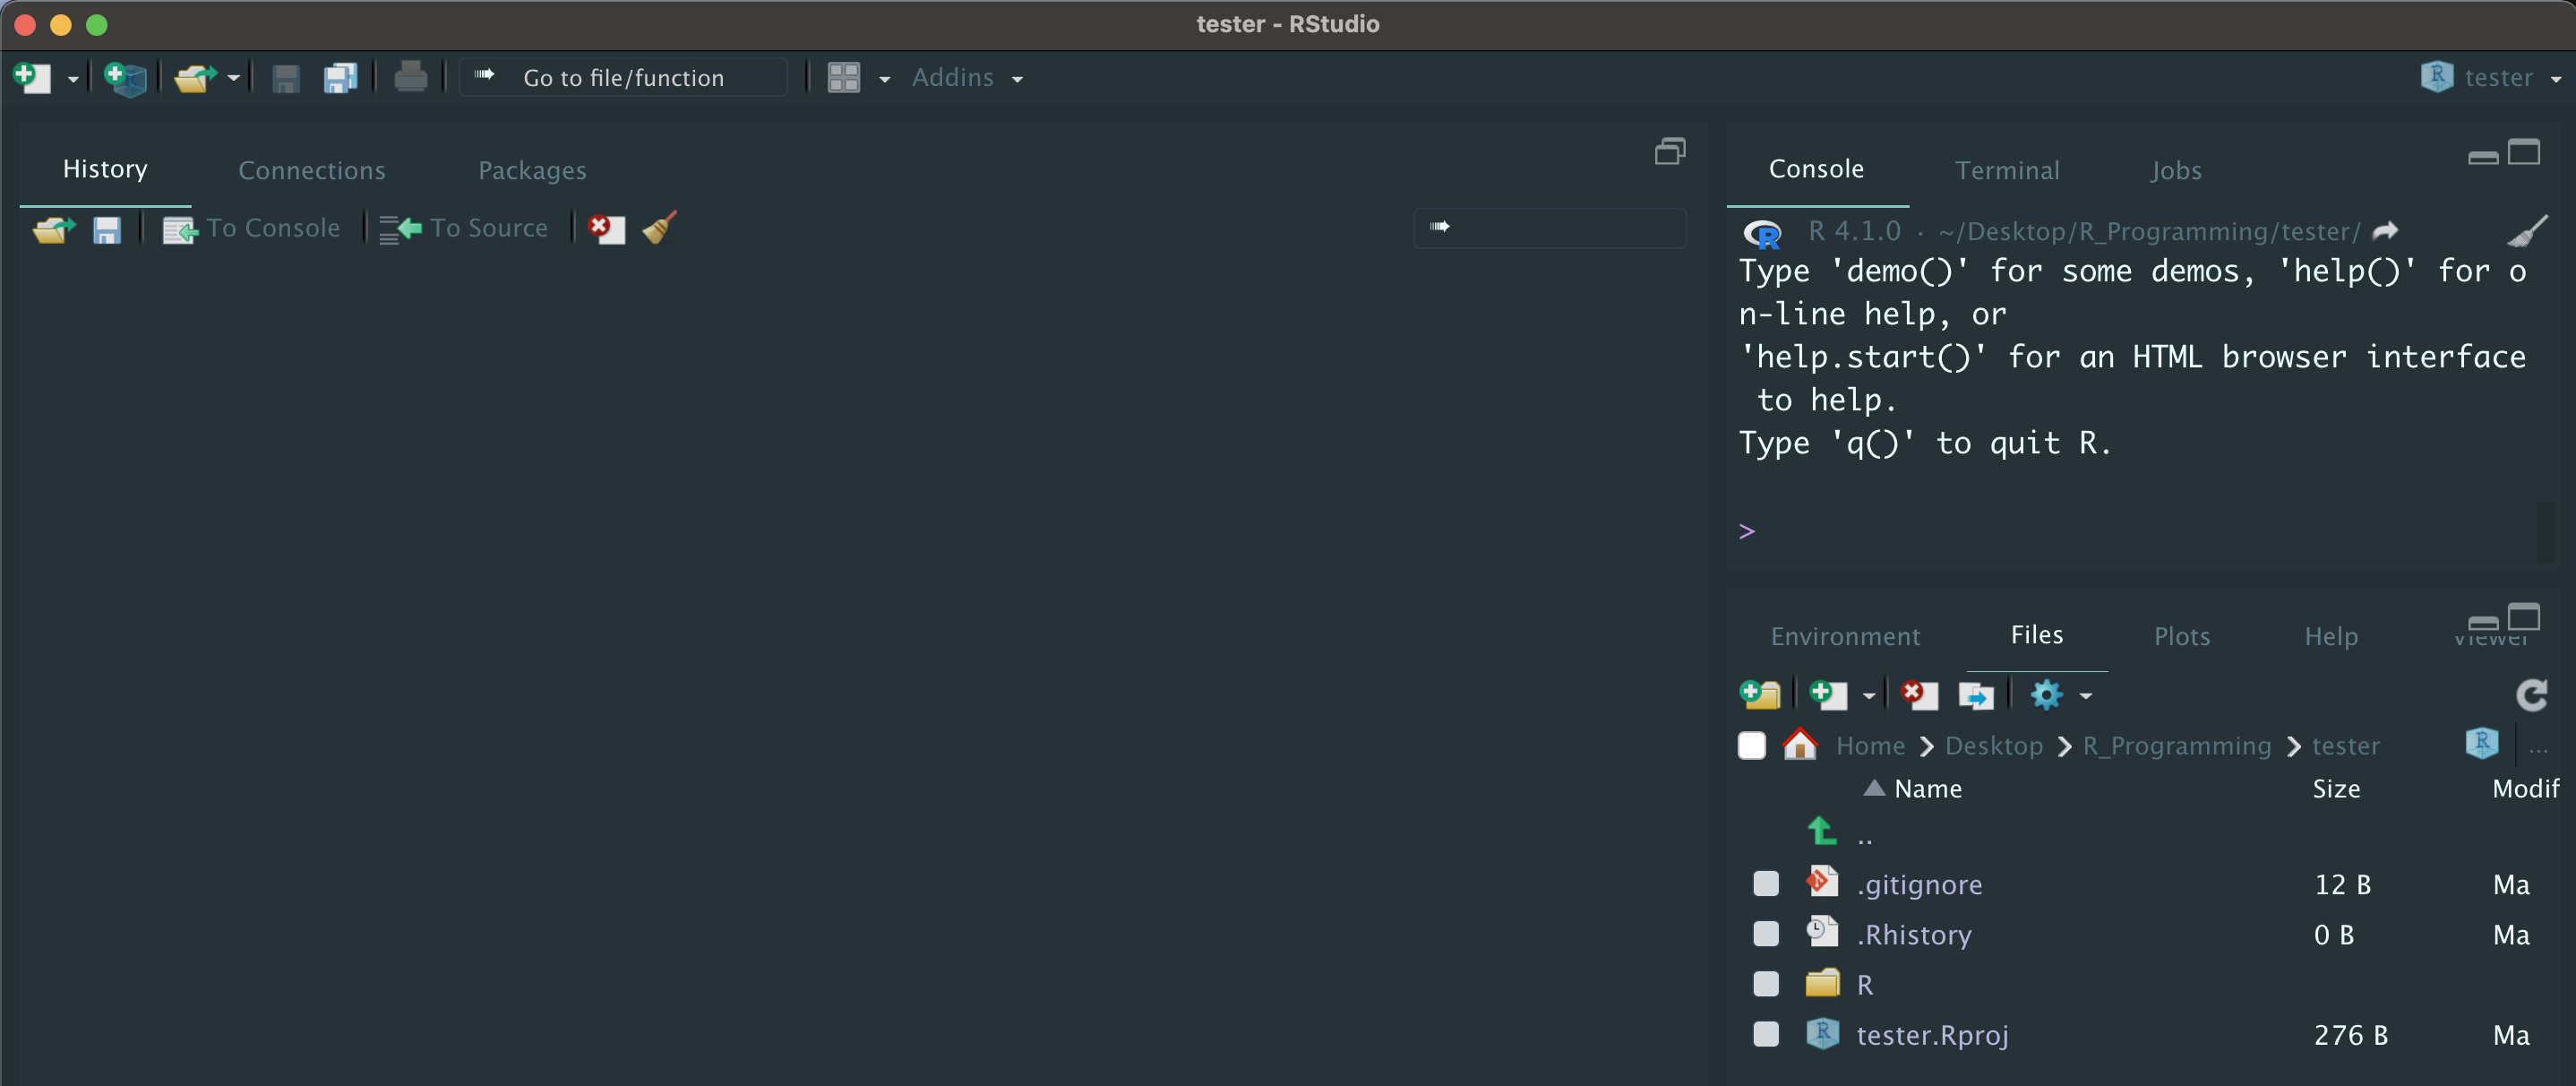 tester - RStudio
Go to file/function
Addins
tester
History
Connections
Packages
To Console
To Source
Console
Terminal
Jobs
R 4.1.0 · ~/Desktop/R_Programming/tester/
Type 'demo()' for some demos, 'help()' for o
n-line help, or
'help.start()' for an HTML browser interface
 to help.
Type 'q()' to quit R.
>
Environment
Files
Plots
Help
Viewer
Home
Desktop
R_Programming
tester
...
Name
Size
Modif
..
.gitignore
12 B
Ma
.Rhistory
0 B
Ma
R
tester.Rproj
276 B
Ma